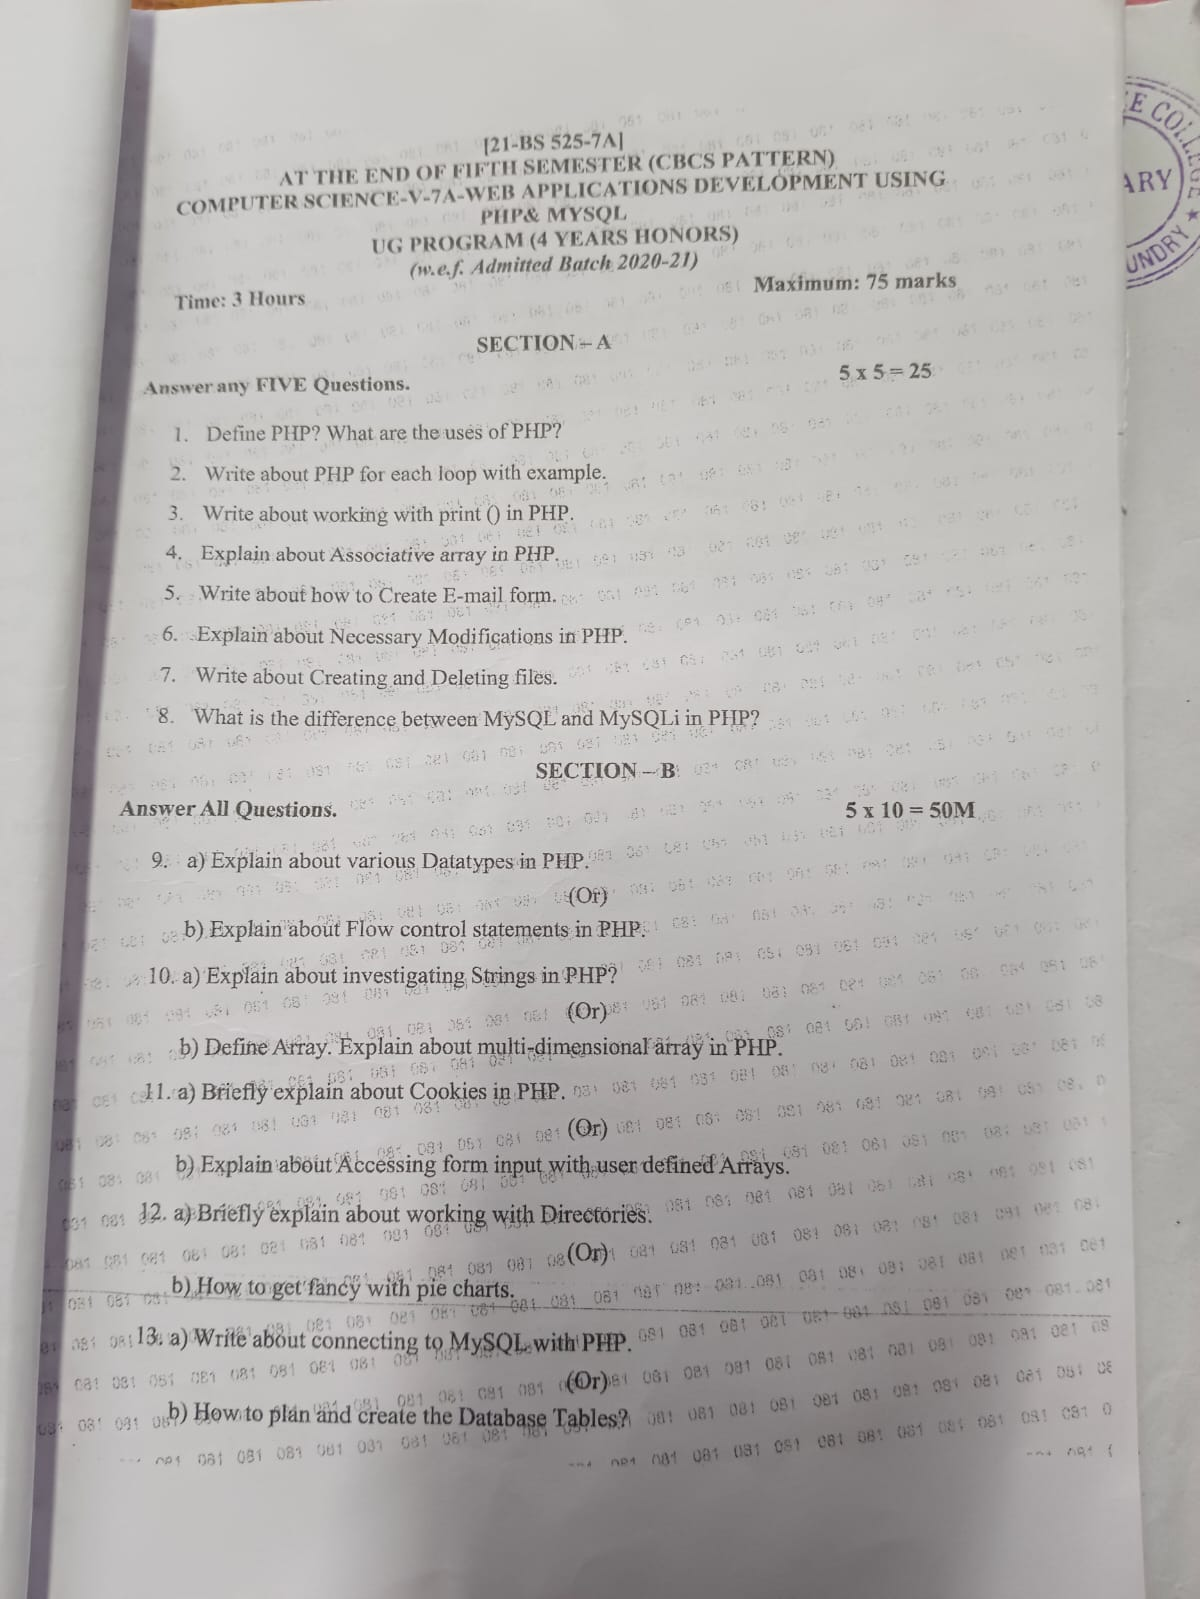 [21-BS 525-7A]
AT THE END OF FIFTH SEMESTER (CBCS PATTERN)
COMPUTER SCIENCE-V-7A-WEB APPLICATIONS DEVELOPMENT USING
PHP& MYSQL
UG PROGRAM (4 YEARS HONORS)
(w.e.f. Admitted Batch 2020-21)
Time: 3 Hours Maximum: 75 marks
SECTION – A
Answer any FIVE Questions. 5 x 5 = 25
1. Define PHP? What are the uses of PHP?
2. Write about PHP for each loop with example.
3. Write about working with print () in PHP.
4. Explain about Associative array in PHP.
5. Write about how to Create E-mail form.
6. Explain about Necessary Modifications in PHP.
7. Write about Creating and Deleting files.
8. What is the difference between MySQL and MySQLi in PHP?
SECTION – B
Answer All Questions. 5 x 10 = 50M
9. a) Explain about various Datatypes in PHP.
(Or)
b) Explain about Flow control statements in PHP.
10. a) Explain about investigating Strings in PHP?
(Or)
b) Define Array. Explain about multi-dimensional array in PHP.
11. a) Briefly explain about Cookies in PHP.
(Or)
b) Explain about Accessing form input with user defined Arrays.
12. a) Briefly explain about working with Directories.
(Or)
b) How to get fancy with pie charts.
13. a) Write about connecting to MySQL with PHP.
(Or)
b) How to plan and create the Database Tables?